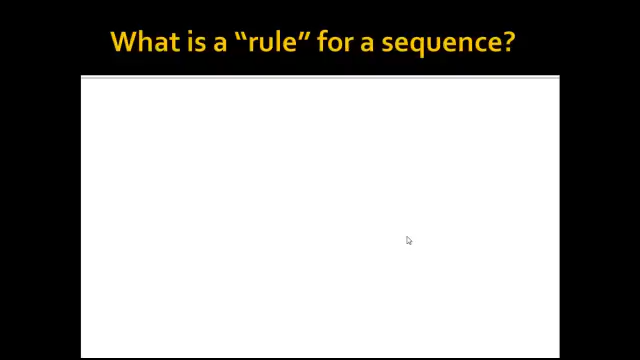 What is a “rule” for a sequence?